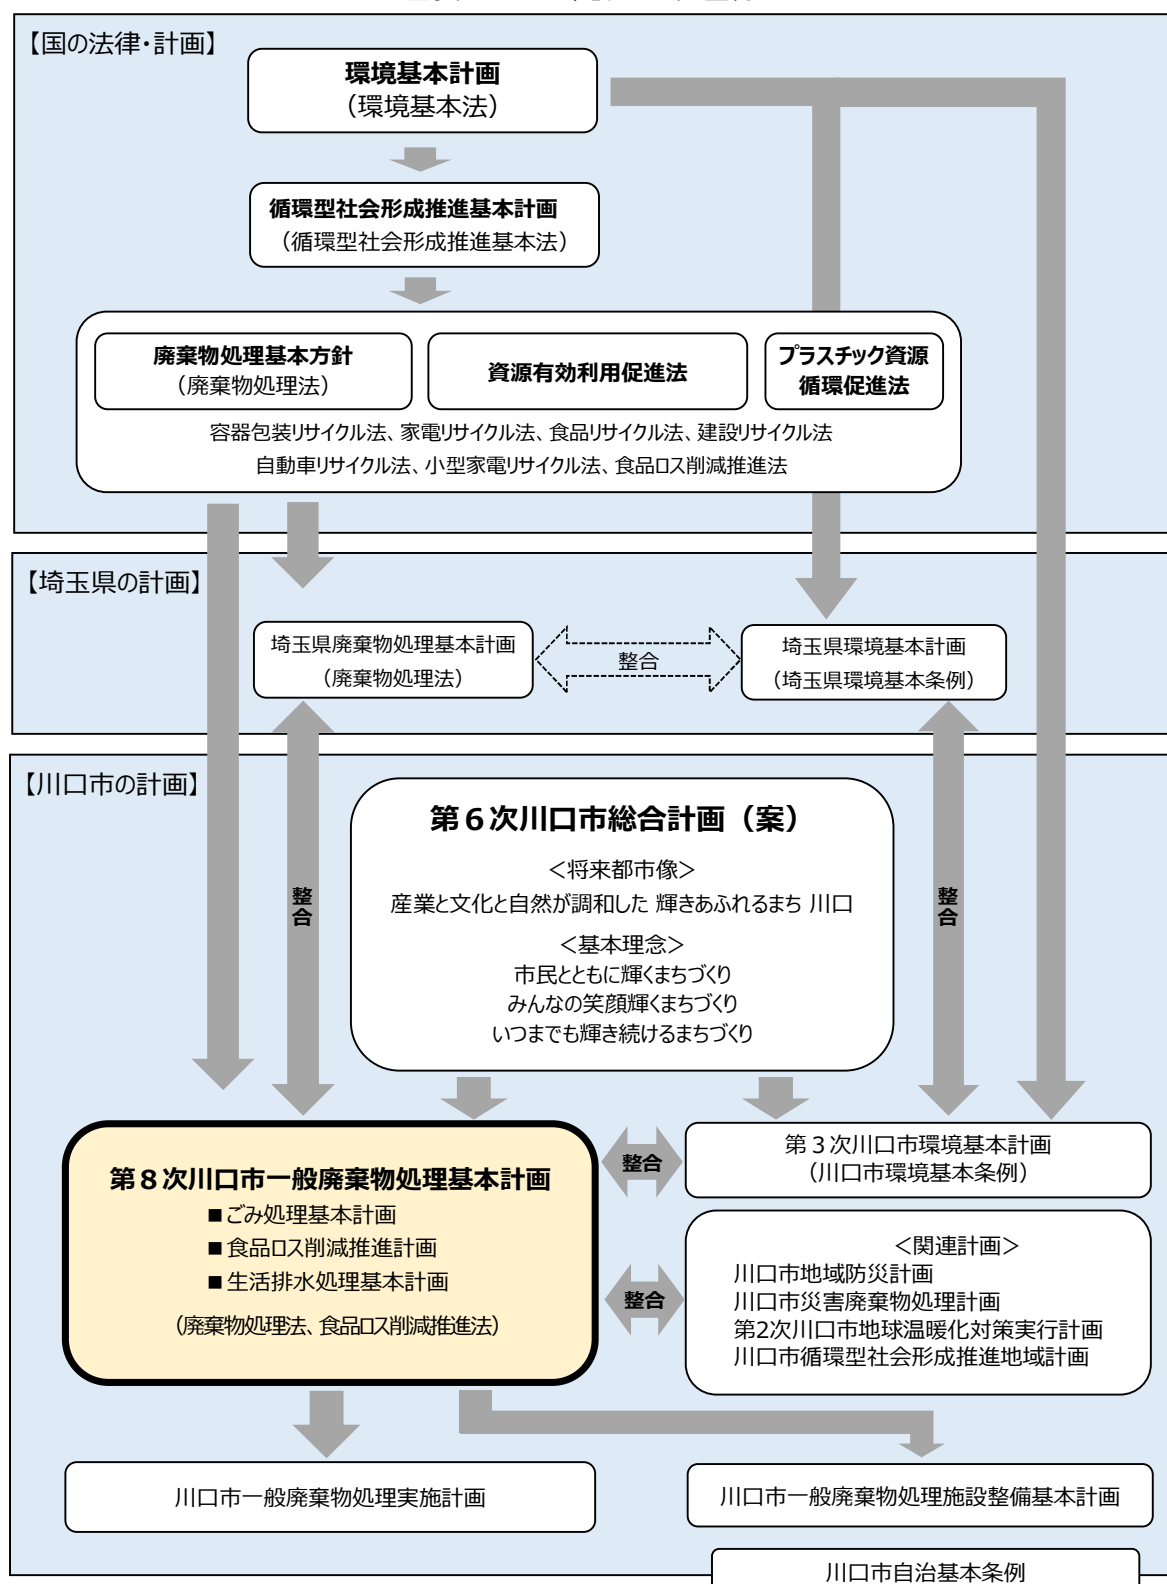 【国の法律・計画】
環境基本計画
（環境基本法）
循環型社会形成推進基本計画
（循環型社会形成推進基本法）
廃棄物処理基本方針
（廃棄物処理法）
資源有効利用促進法
プラスチック資源
循環促進法
容器包装リサイクル法、家電リサイクル法、食品リサイクル法、建設リサイクル法
自動車リサイクル法、小型家電リサイクル法、食品ロス削減推進法
【埼玉県の計画】
埼玉県廃棄物処理基本計画
（廃棄物処理法）
整合
埼玉県環境基本計画
（埼玉県環境基本条例）
【川口市の計画】
第６次川口市総合計画（案）
＜将来都市像＞
産業と文化と自然が調和した 輝きあふれるまち 川口
＜基本理念＞
市民とともに輝くまちづくり
みんなの笑顔輝くまちづくり
いつまでも輝き続けるまちづくり
整合
整合
第８次川口市一般廃棄物処理基本計画
■ごみ処理基本計画
■食品ロス削減推進計画
■生活排水処理基本計画
（廃棄物処理法、食品ロス削減推進法）
整合
第３次川口市環境基本計画
（川口市環境基本条例）
整合
＜関連計画＞
川口市地域防災計画
川口市災害廃棄物処理計画
第2次川口市地球温暖化対策実行計画
川口市循環型社会形成推進地域計画
川口市一般廃棄物処理実施計画
川口市一般廃棄物処理施設整備基本計画
川口市自治基本条例